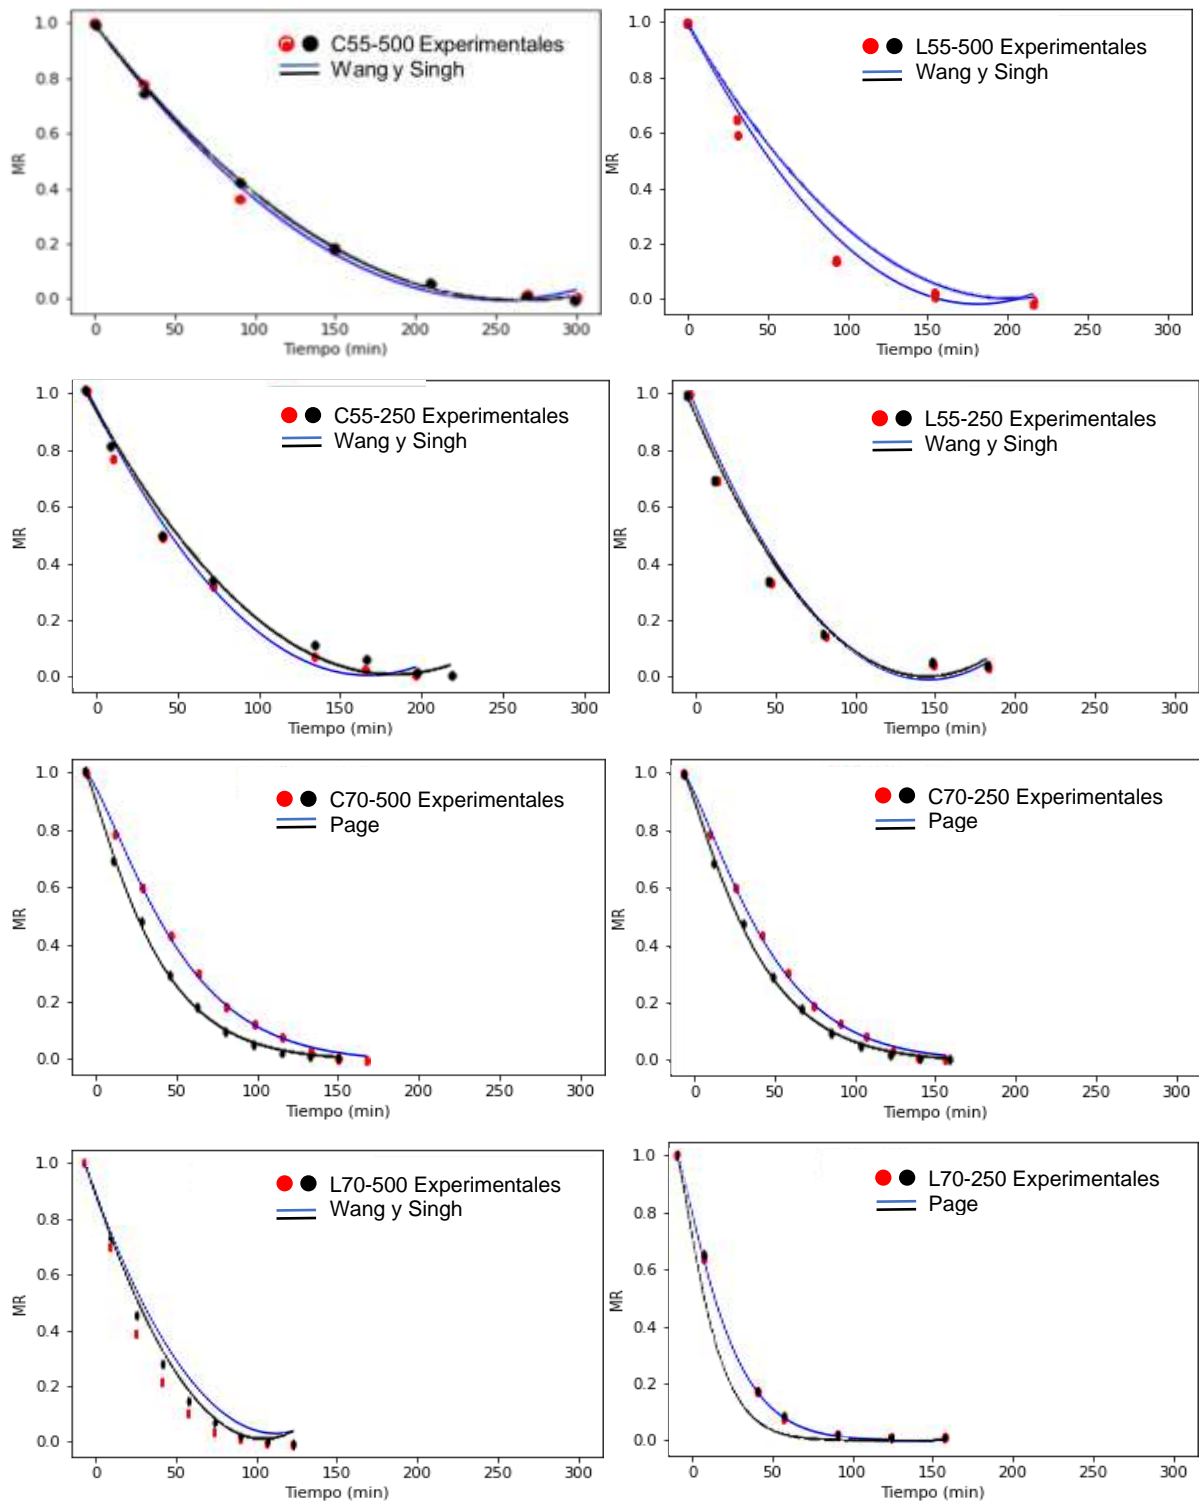 1.0
0.8
0.6
0.4
0.2
0.0
MR
C55-500 Experimentales
Wang y Singh
0 50 100 150 200 250 300
Tiempo (min)
1.0
0.8
0.6
0.4
0.2
0.0
MR
L55-500 Experimentales
Wang y Singh
0 50 100 150 200 250 300
Tiempo (min)
1.0
0.8
0.6
0.4
0.2
0.0
MR
C55-250 Experimentales
Wang y Singh
0 50 100 150 200 250 300
Tiempo (min)
1.0
0.8
0.6
0.4
0.2
0.0
MR
L55-250 Experimentales
Wang y Singh
0 50 100 150 200 250 300
Tiempo (min)
1.0
0.8
0.6
0.4
0.2
0.0
MR
C70-500 Experimentales
Page
0 50 100 150 200 250 300
Tiempo (min)
1.0
0.8
0.6
0.4
0.2
0.0
MR
C70-250 Experimentales
Page
0 50 100 150 200 250 300
Tiempo (min)
1.0
0.8
0.6
0.4
0.2
0.0
MR
L70-500 Experimentales
Wang y Singh
0 50 100 150 200 250 300
Tiempo (min)
1.0
0.8
0.6
0.4
0.2
0.0
MR
L70-250 Experimentales
Page
0 50 100 150 200 250 300
Tiempo (min)